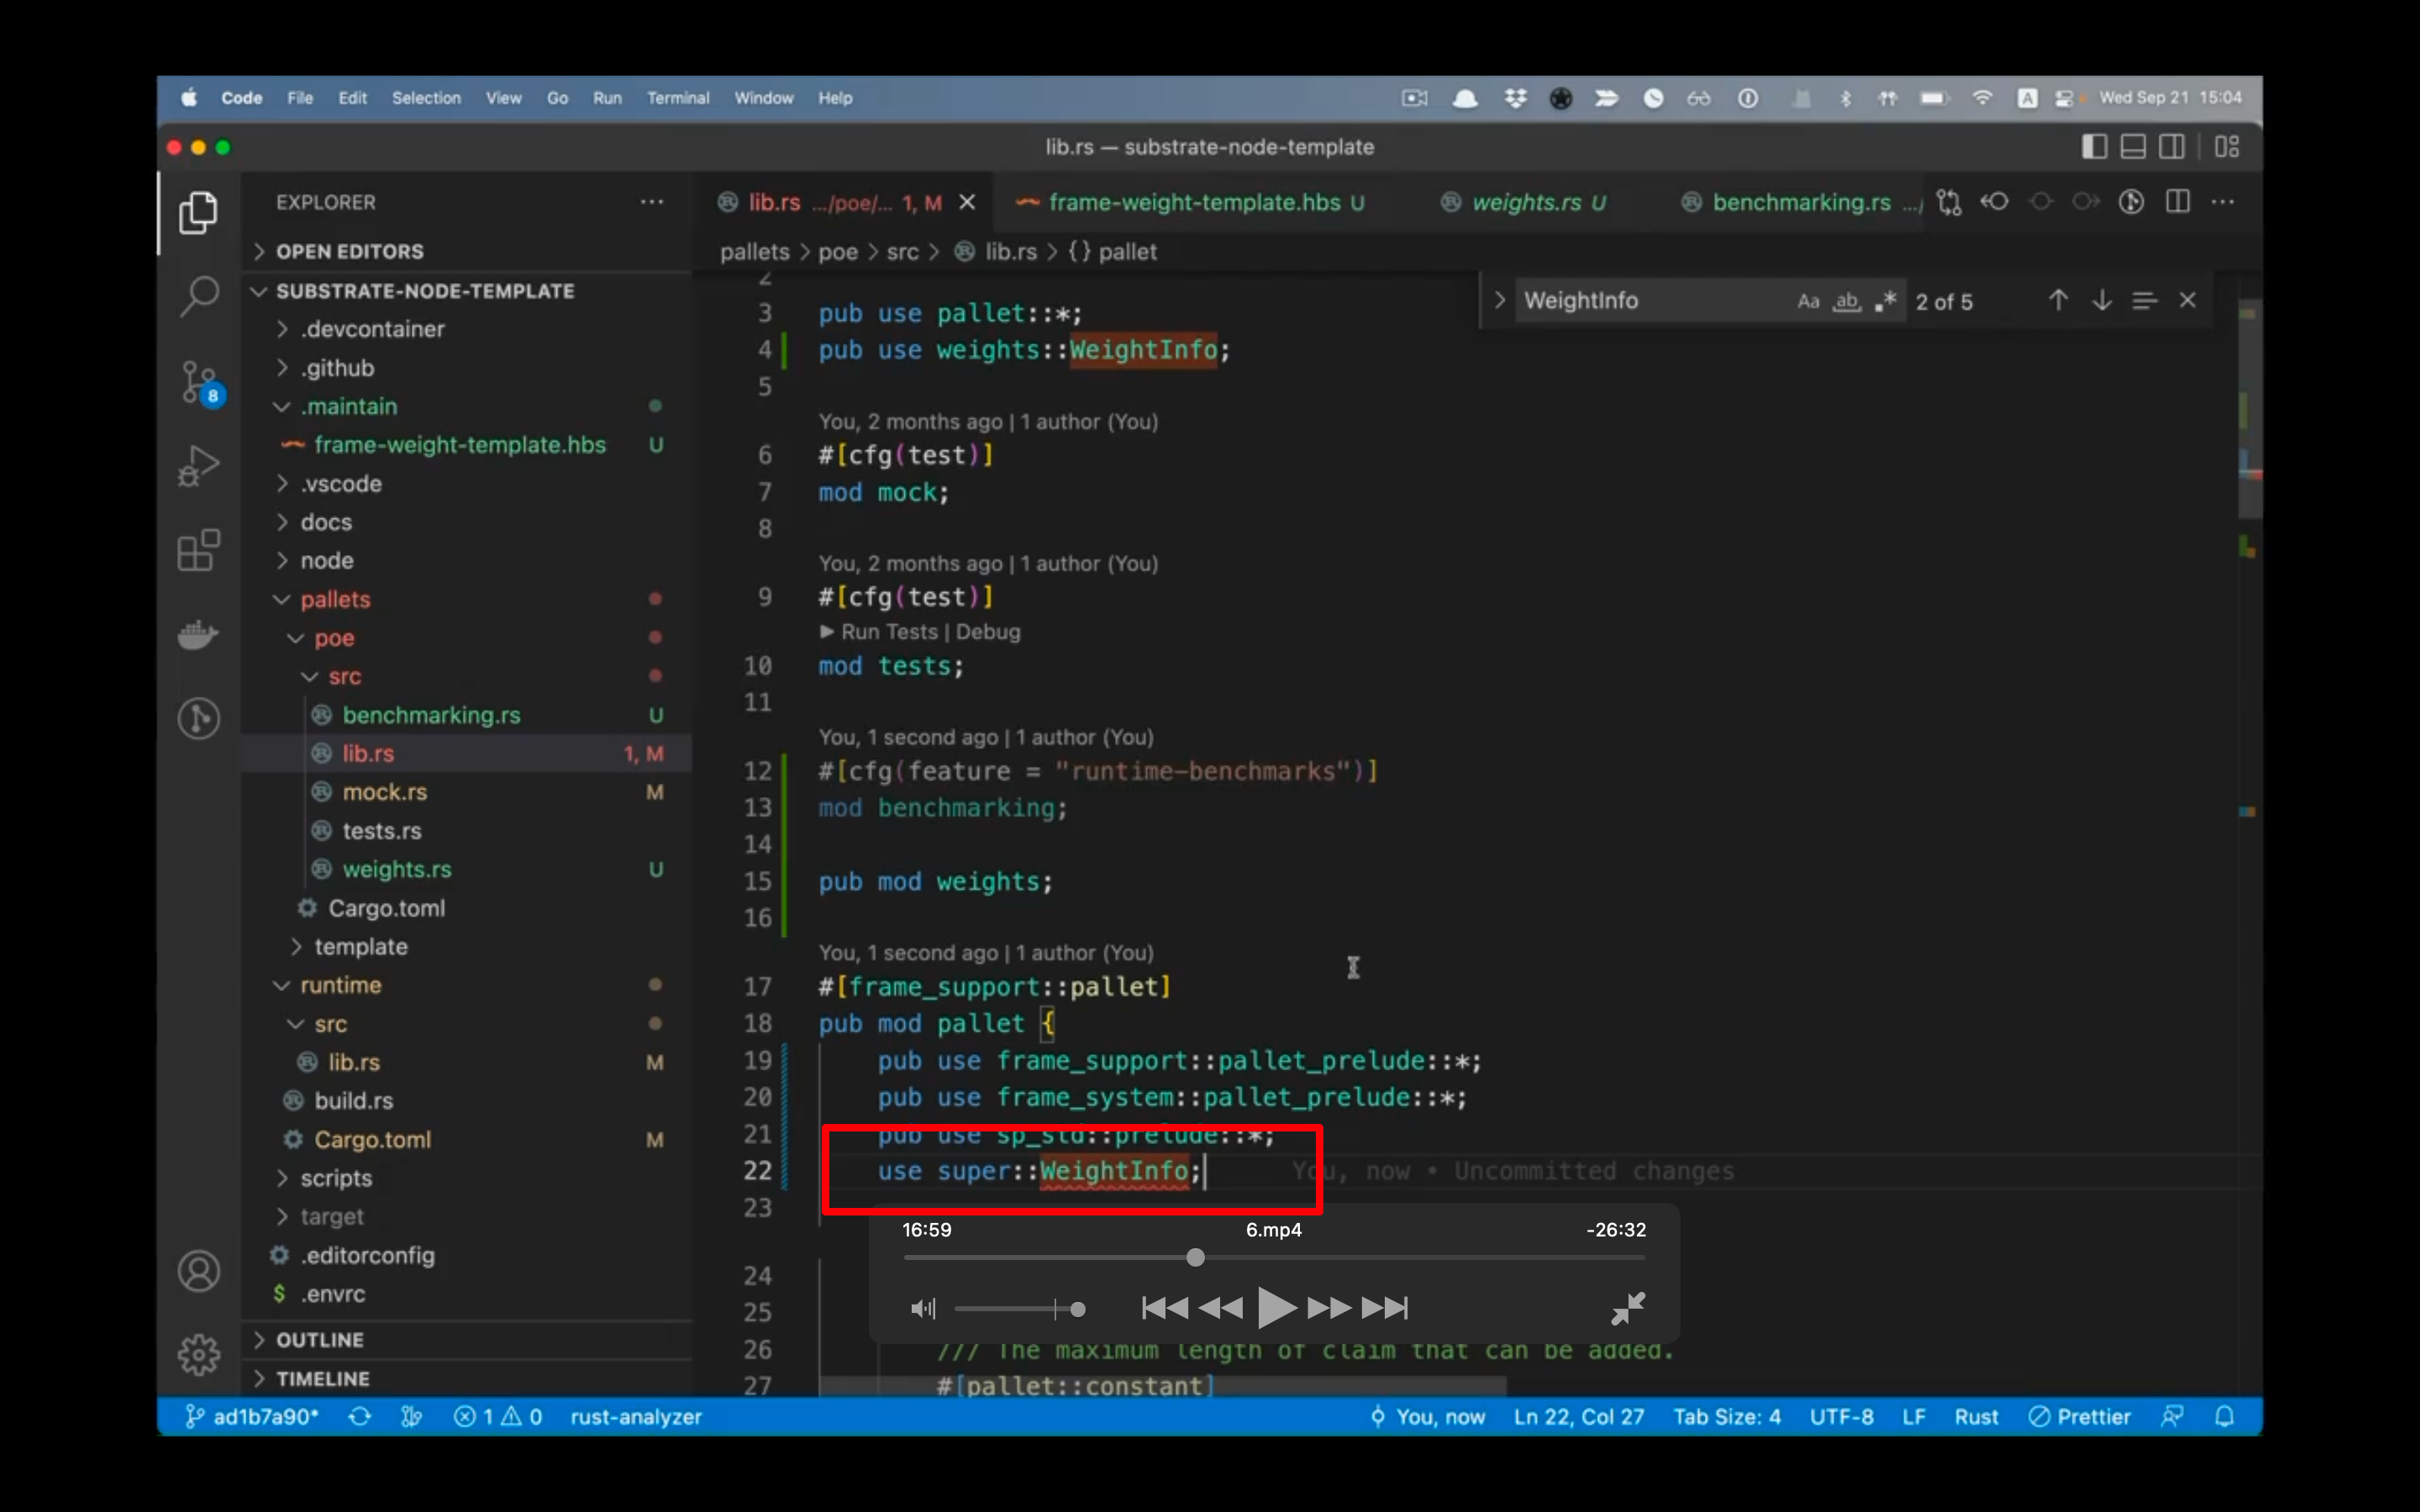 Code File Edit Selection View Go Run Terminal Window Help A Wed Sep 21 15:04
lib.rs — substrate-node-template
EXPLORER ···
OPEN EDITORS
SUBSTRATE-NODE-TEMPLATE
.devcontainer
.github
.maintain
frame-weight-template.hbs U
.vscode
docs
node
pallets
poe
src
benchmarking.rs U
lib.rs 1, M
mock.rs M
tests.rs
weights.rs U
Cargo.toml
template
runtime
src
lib.rs M
build.rs
Cargo.toml M
scripts
target
.editorconfig
$ .envrc
OUTLINE
TIMELINE
8
lib.rs .../poe/... 1, M frame-weight-template.hbs U weights.rs U benchmarking.rs .../ ···
pallets > poe > src > lib.rs > {} pallet
WeightInfo Aa ab .* 2 of 5
2
3 pub use pallet::*;
4 pub use weights::WeightInfo;
5
You, 2 months ago | 1 author (You)
6 #[cfg(test)]
7 mod mock;
8
You, 2 months ago | 1 author (You)
9 #[cfg(test)]
Run Tests | Debug
10 mod tests;
11
You, 1 second ago | 1 author (You)
12 #[cfg(feature = "runtime-benchmarks")]
13 mod benchmarking;
14
15 pub mod weights;
16
You, 1 second ago | 1 author (You)
17 #[frame_support::pallet]
18 pub mod pallet {
19 pub use frame_support::pallet_prelude::*;
20 pub use frame_system::pallet_prelude::*;
21 pub use sp_std::prelude::*;
22 use super::WeightInfo; You, now • Uncommitted changes
23
16:59 6.mp4 -26:32
24
25
26 /// The maximum length of claim that can be added.
27 #[pallet::constant]
ad1b7a90* 1 0 rust-analyzer You, now Ln 22, Col 27 Tab Size: 4 UTF-8 LF Rust Prettier